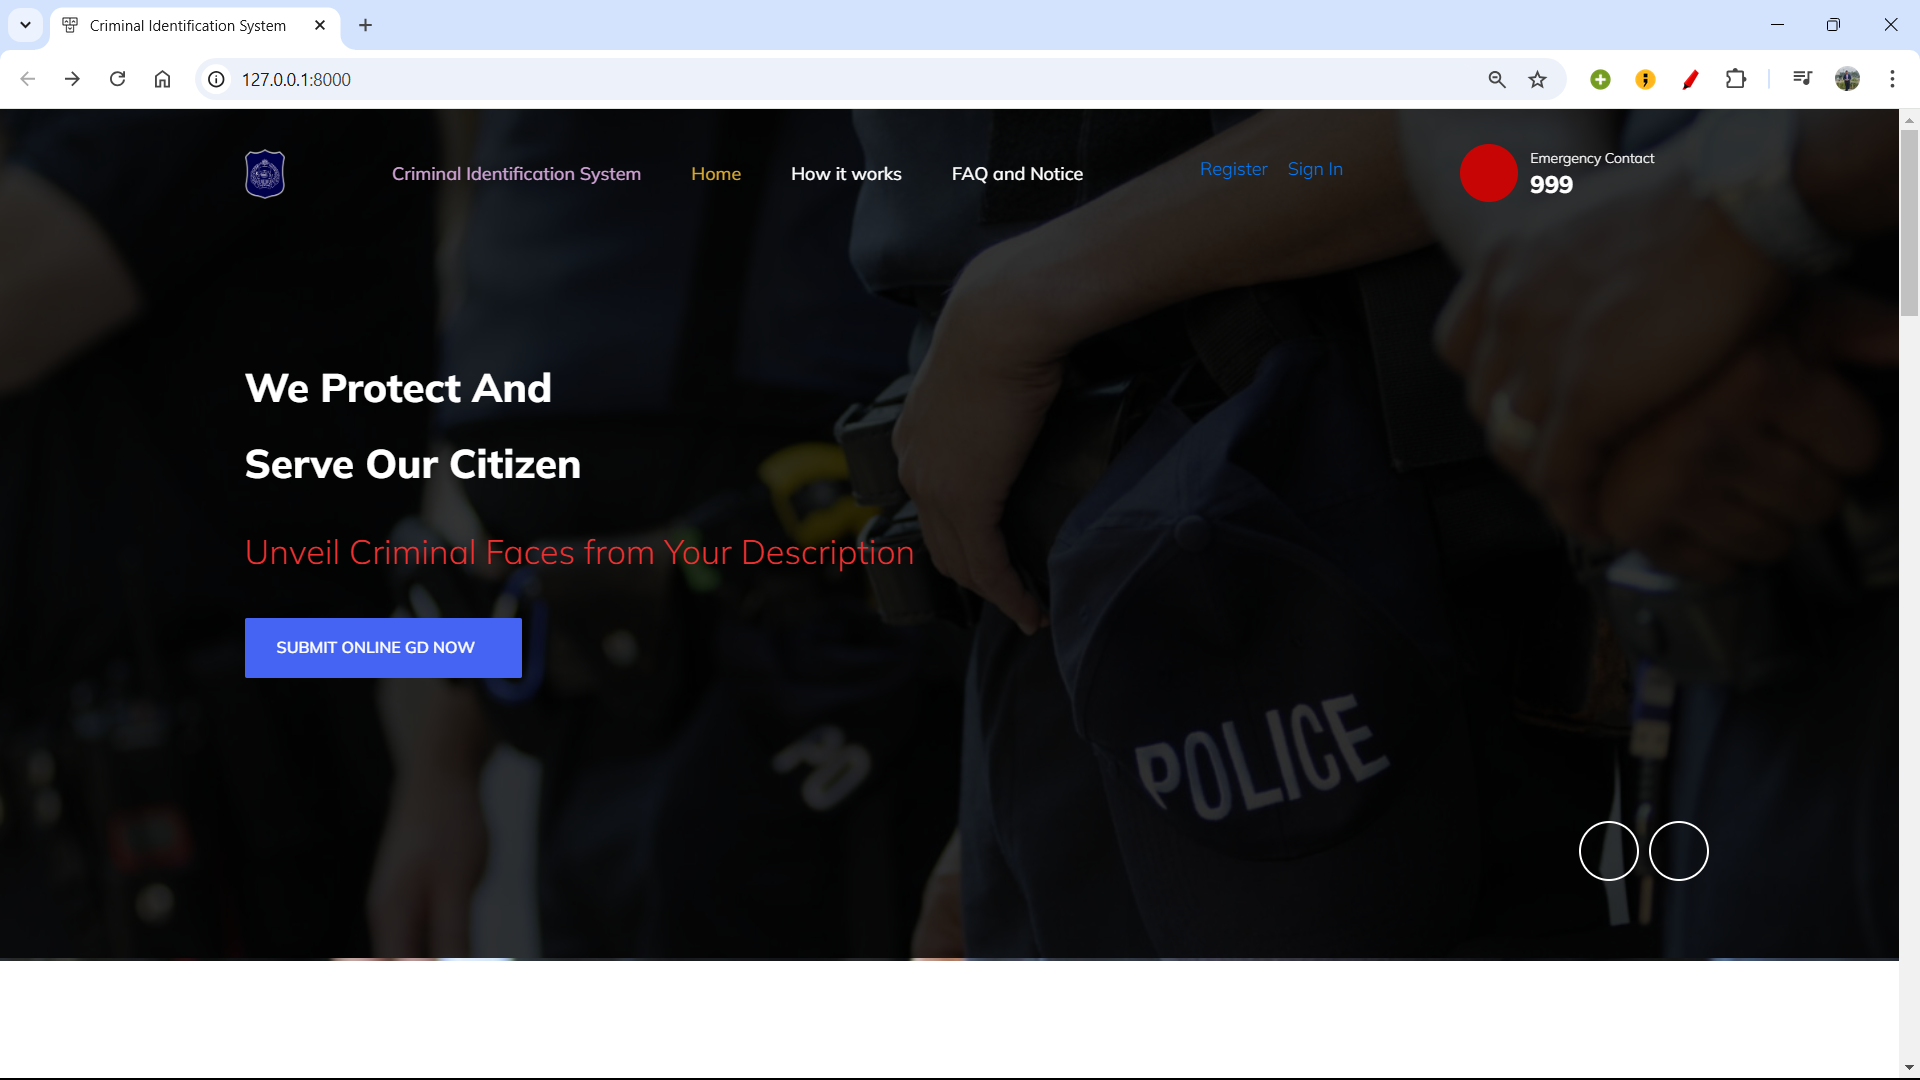 Criminal Identification System
127.0.0.1:8000
Criminal Identification System
Home
How it works
FAQ and Notice
Register
Sign In
Emergency Contact
999
We Protect And
Serve Our Citizen
Unveil Criminal Faces from Your Description
SUBMIT ONLINE GD NOW
POLICE